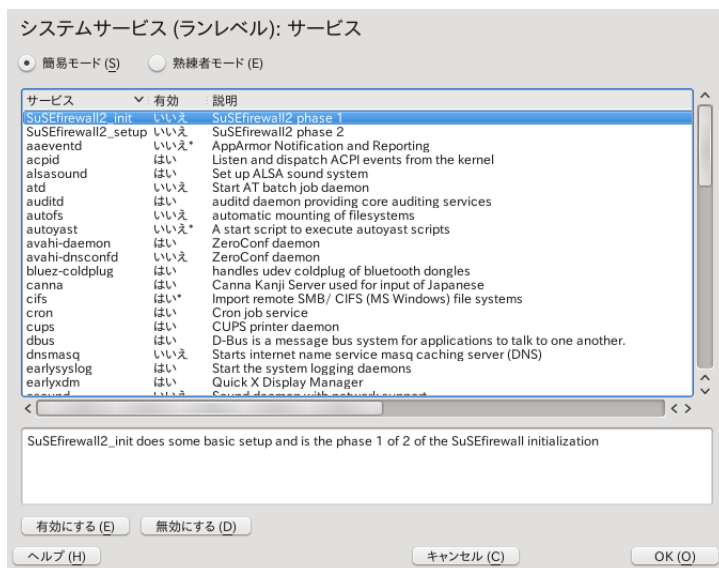 システムサービス (ランレベル): サービス
簡易モード (S) 熟練者モード (E)
サービス 有効 説明
SuSEfirewall2_init いいえ SuSEfirewall2 phase 1
SuSEfirewall2_setup いいえ SuSEfirewall2 phase 2
aaeventd いいえ* AppArmor Notification and Reporting
acpid はい Listen and dispatch ACPI events from the kernel
alsasound はい Set up ALSA sound system
atd いいえ Start AT batch job daemon
auditd はい auditd daemon providing core auditing services
autofs いいえ automatic mounting of filesystems
autoyast いいえ* A start script to execute autoyast scripts
avahi-daemon はい ZeroConf daemon
avahi-dnsconfd いいえ ZeroConf daemon
bluez-coldplug はい handles udev coldplug of bluetooth dongles
canna はい Canna Kanji Server used for input of Japanese
cifs はい* Import remote SMB/ CIFS (MS Windows) file systems
cron はい Cron job service
cups はい CUPS printer daemon
dbus はい D-Bus is a message bus system for applications to talk to one another.
dnsmasq いいえ Starts internet name service masq caching server (DNS)
earlysyslog はい Start the system logging daemons
earlyxdm はい Quick X Display Manager
いいえ Sound daemon with network support
SuSEfirewall2_init does some basic setup and is the phase 1 of 2 of the SuSEfirewall initialization
有効にする (E) 無効にする (D)
ヘルプ (H) キャンセル (C) OK (O)